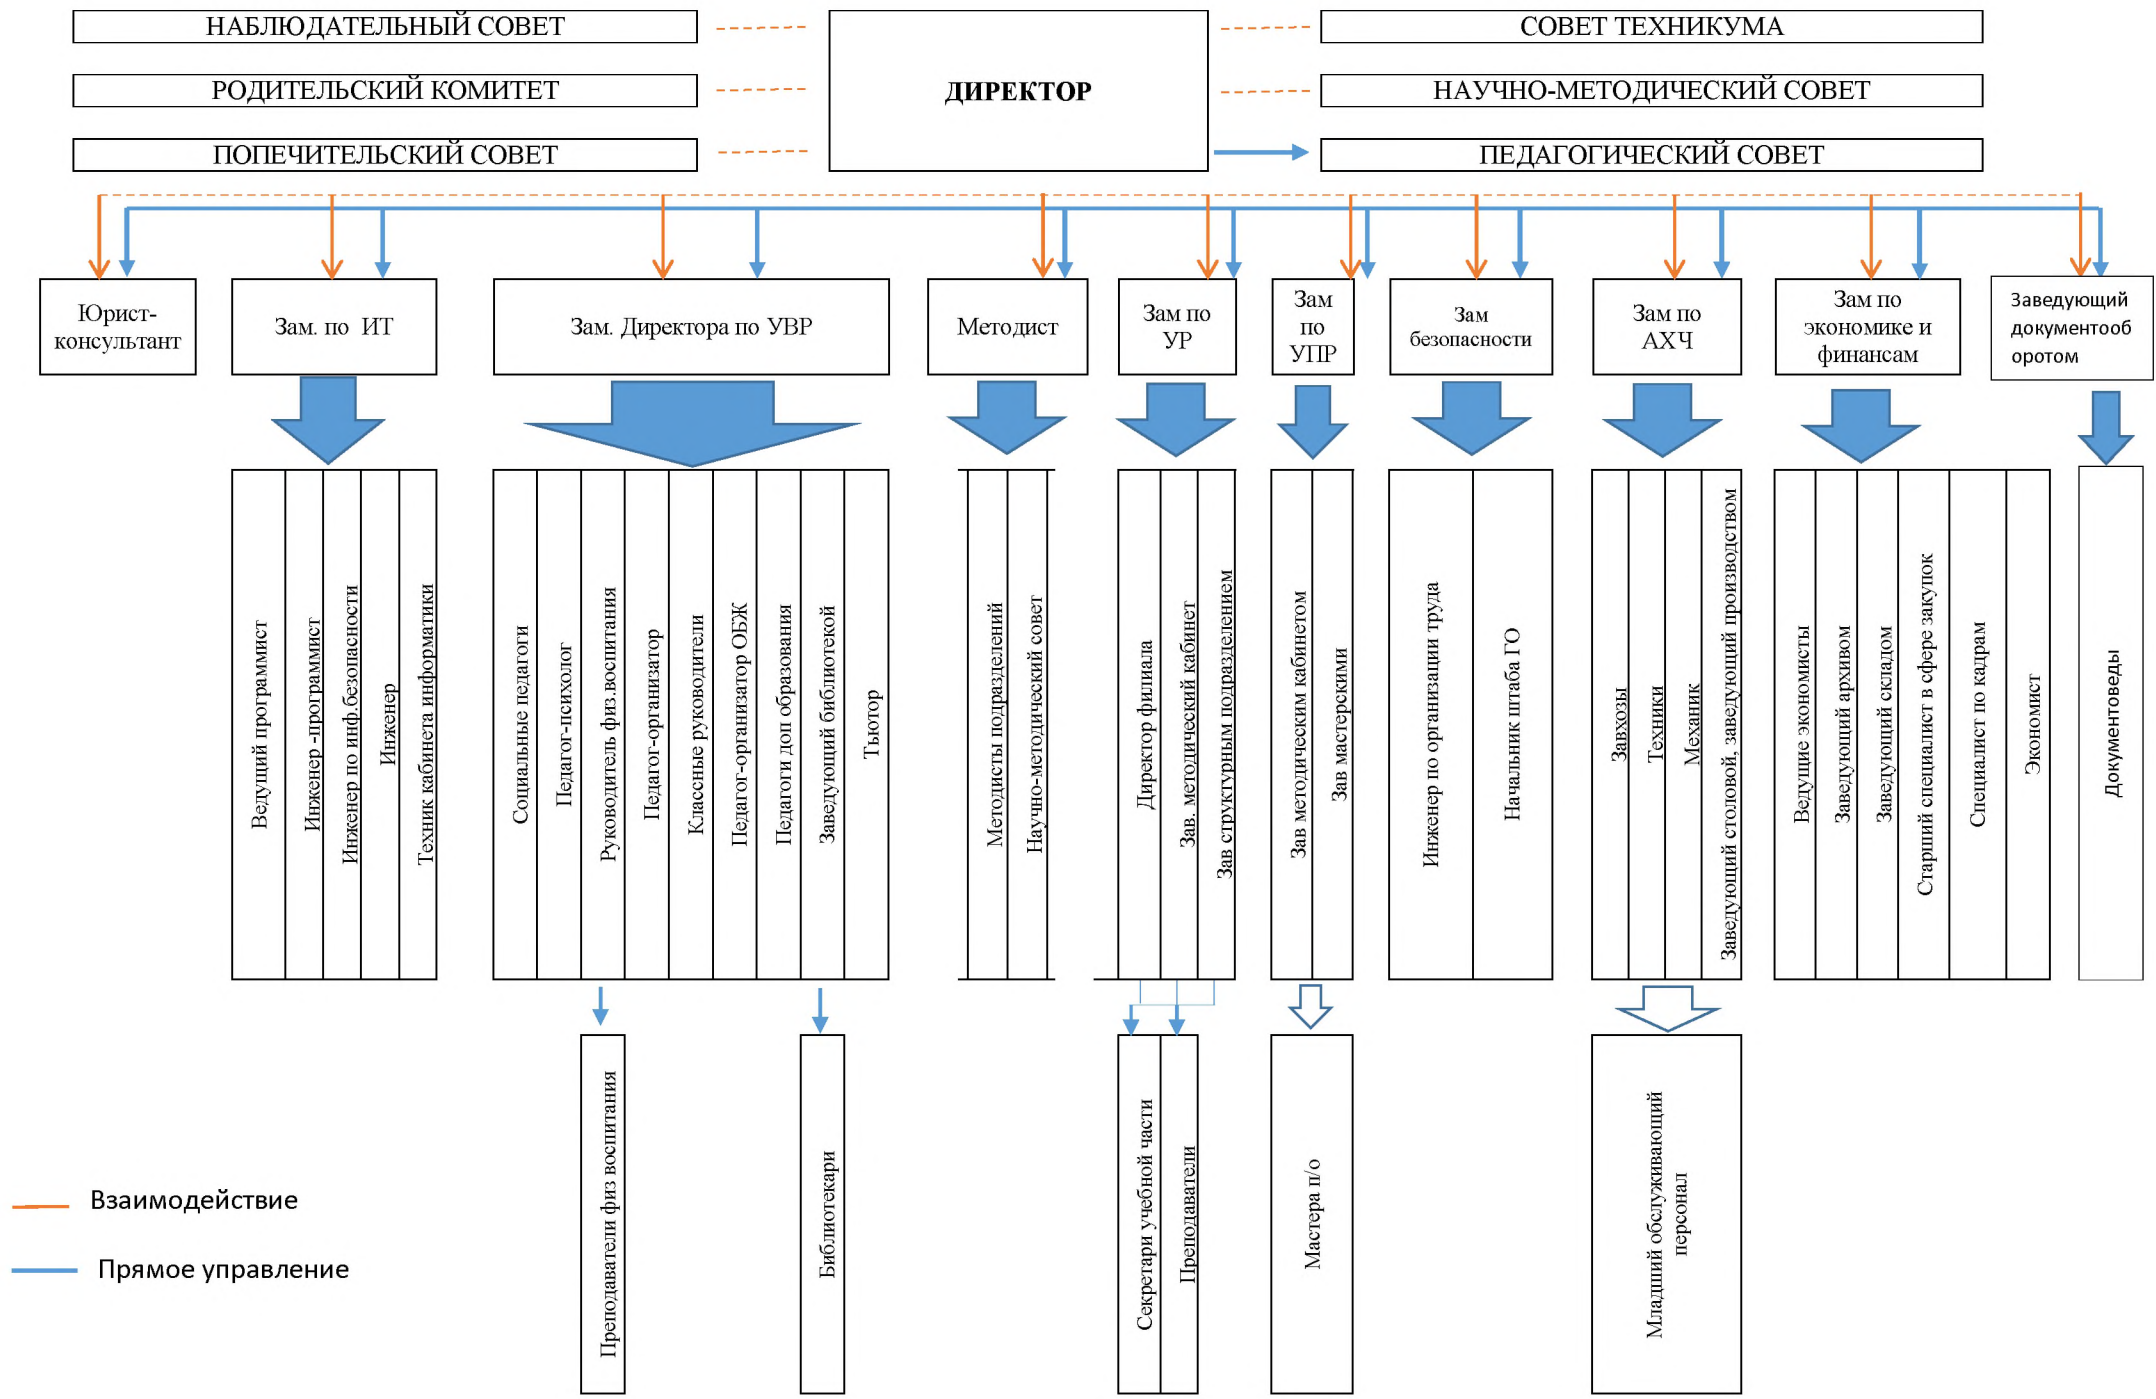 НАБЛЮДАТЕЛЬНЫЙ СОВЕТ
РОДИТЕЛЬСКИЙ КОМИТЕТ
ПОПЕЧИТЕЛЬСКИЙ СОВЕТ
ДИРЕКТОР
СОВЕТ ТЕХНИКУМА
НАУЧНО-МЕТОДИЧЕСКИЙ СОВЕТ
ПЕДАГОГИЧЕСКИЙ СОВЕТ
Юрист-
консультант
Зам. по ИТ
Зам. Директора по УВР
Методист
Зам по
УР
Зам
по
УПР
Зам
безопасности
Зам по
АХЧ
Зам по
экономике и
финансам
Заведующий
документооб
оротом
Ведущий программист
Инженер -программист
Инженер по инф.безопасности
Инженер
Техник кабинета информатики
Социальные педагоги
Педагог-психолог
Руководитель физ.воспитания
Педагог-организатор
Классные руководители
Педагог-организатор ОБЖ
Педагоги доп образования
Заведующий библиотекой
Тьютор
Методисты подразделений
Научно-методический совет
Директор филиала
Зав. методический кабинет
Зав структурным подразделением
Зав методическим кабинетом
Зав мастерскими
Инженер по организации труда
Начальник штаба ГО
Завхозы
Техники
Механик
Заведующий столовой, заведующий производством
Ведущие экономисты
Заведующий архивом
Заведующий складом
Старший специалист в сфере закупок
Специалист по кадрам
Экономист
Документоведы
Преподаватели физ воспитания
Библиотекари
Секретари учебной части
Преподаватели
Мастера п/о
Младший обслуживающий
персонал
Взаимодействие
Прямое управление